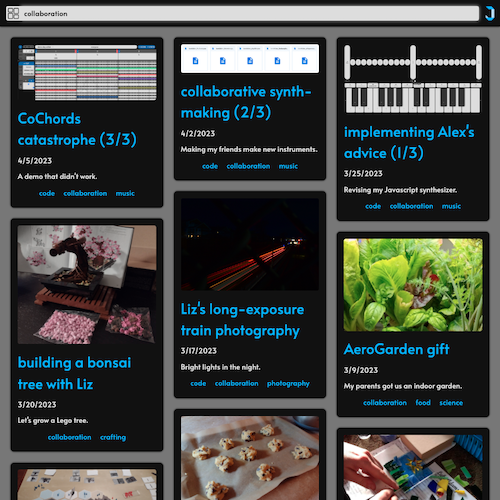 collaboration
CoChords
catastrophe (3/3)
4/5/2023
A demo that didn't work.
code collaboration music
collaborative synth-
making (2/3)
4/2/2023
Making my friends make new instruments.
code collaboration music
implementing Alex's
advice (1/3)
3/25/2023
Revising my Javascript synthesizer.
code collaboration music
building a bonsai
tree with Liz
3/20/2023
Let's grow a Lego tree.
collaboration crafting
Liz's long-exposure
train photography
3/17/2023
Bright lights in the night.
code collaboration photography
AeroGarden gift
3/9/2023
My parents got us an indoor garden.
collaboration food science